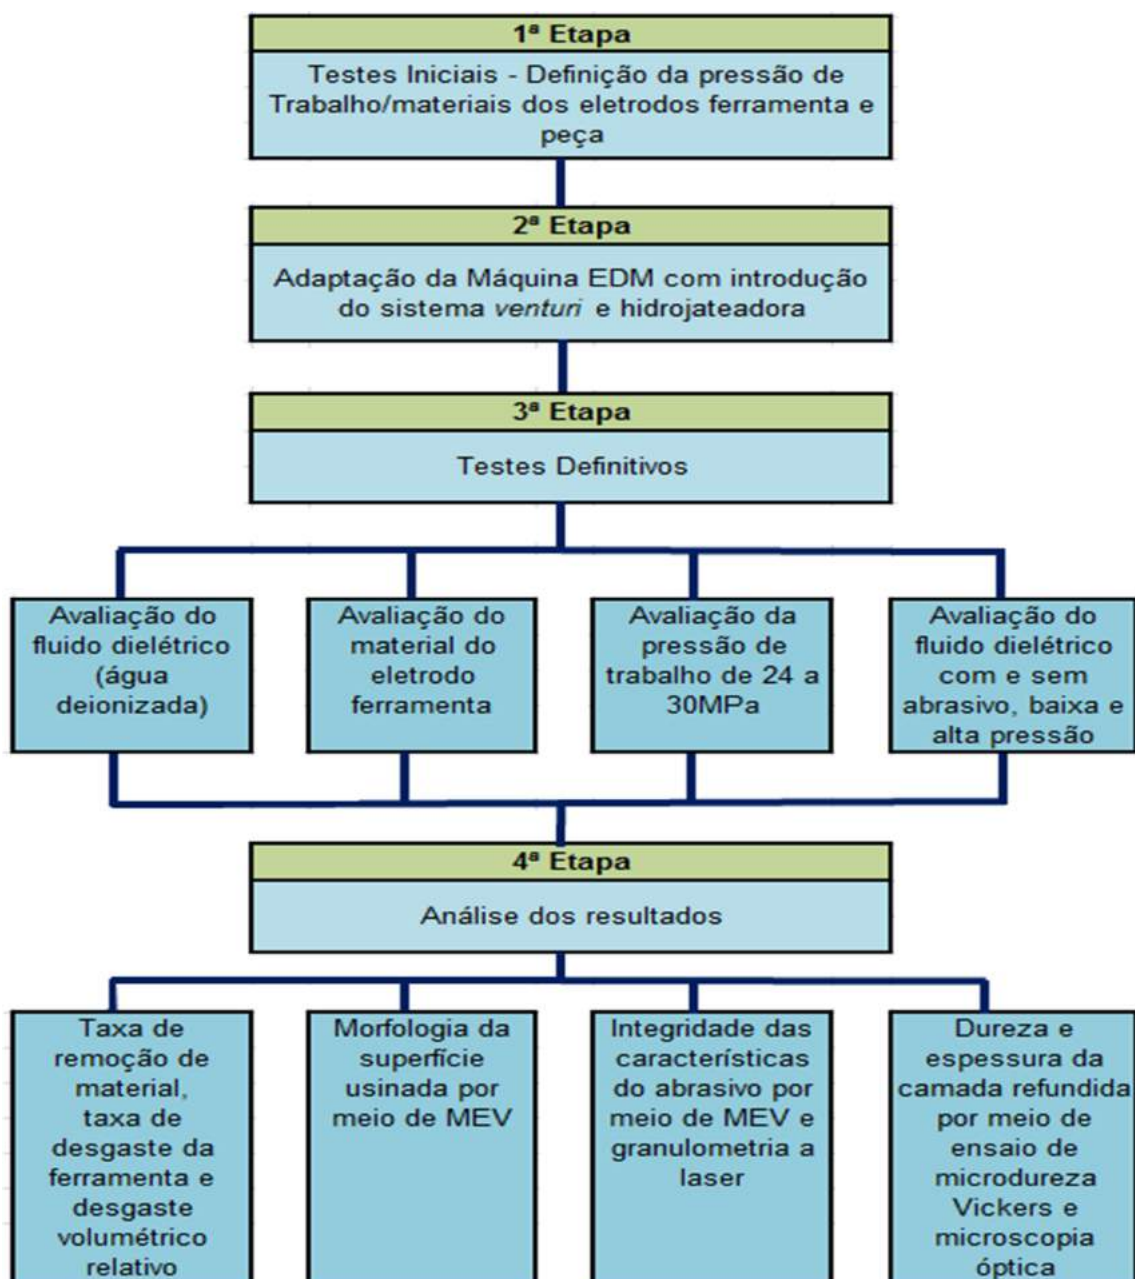 1ª Etapa
Testes Iniciais - Definição da pressão de
Trabalho/materiais dos eletrodos ferramenta e
peça
2ª Etapa
Adaptação da Máquina EDM com introdução
do sistema venturi e hidrojateadora
3ª Etapa
Testes Definitivos
Avaliação do
fluido dielétrico
(água
deionizada)
Avaliação do
material do
eletrodo
ferramenta
Avaliação da
pressão de
trabalho de 24 a
30MPa
Avaliação do
fluido dielétrico
com e sem
abrasivo, baixa e
alta pressão
4ª Etapa
Análise dos resultados
Taxa de
remoção de
material,
taxa de
desgaste da
ferramenta e
desgaste
volumétrico
relativo
Morfologia da
superfície
usinada por
meio de MEV
Integridade das
características
do abrasivo por
meio de MEV e
granulometria a
laser
Dureza e
espessura da
camada refundida
por meio de
ensaio de
microdureza
Vickers e
microscopia
óptica